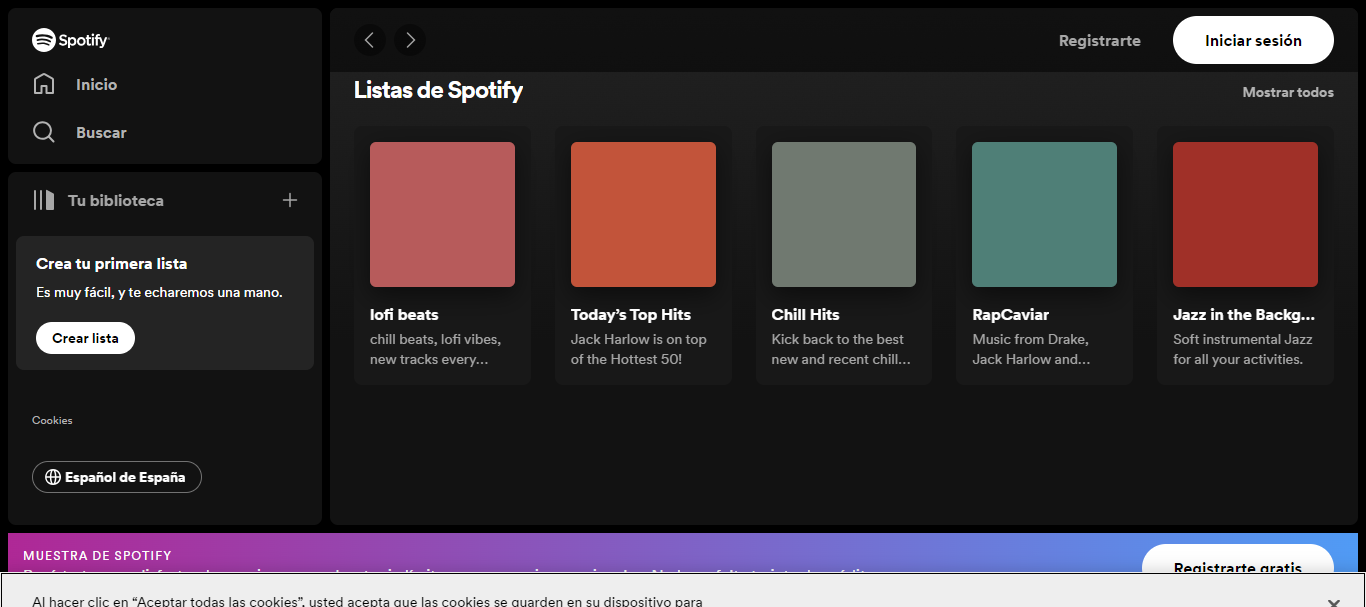 Spotify
Inicio
Buscar
Tu biblioteca
Crea tu primera lista
Es muy fácil, y te echaremos una mano.
Crear lista
Cookies
Español de España
Registrarte
Iniciar sesión
Listas de Spotify
Mostrar todos
lofi beats
chill beats, lofi vibes,
new tracks every...
Today's Top Hits
Jack Harlow is on top
of the Hottest 50!
Chill Hits
Kick back to the best
new and recent chill...
RapCaviar
Music from Drake,
Jack Harlow and...
Jazz in the Backg...
Soft instrumental Jazz
for all your activities.
MUESTRA DE SPOTIFY
Registrarte gratis
Al hacer clic en “Aceptar todas las cookies”, usted acepta que las cookies se guarden en su dispositivo para